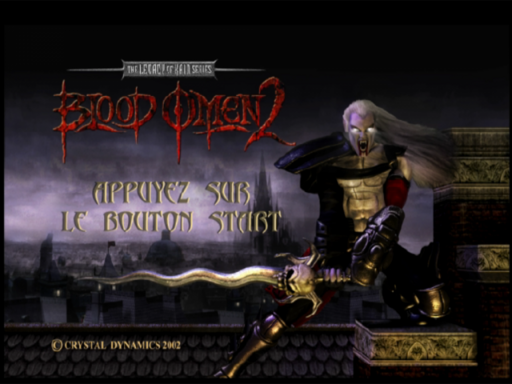 THE LEGACY OF KAIN SERIES
BLOOD OMEN 2
APPUYEZ SUR
LE BOUTON START
© CRYSTAL DYNAMICS 2002